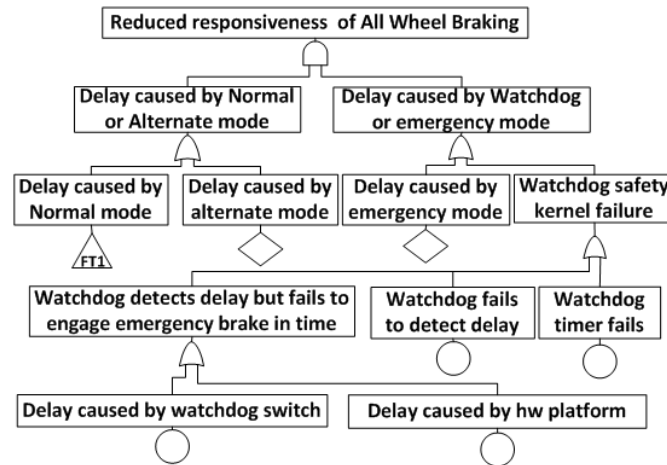 Reduced responsiveness of All Wheel Braking
Delay caused by Normal
or Alternate mode
Delay caused by Watchdog
or emergency mode
Delay caused by
Normal mode
Delay caused by
alternate mode
Delay caused by
emergency mode
Watchdog safety
kernel failure
FT1
Watchdog detects delay but fails to
engage emergency brake in time
Watchdog fails
to detect delay
Watchdog
timer fails
Delay caused by watchdog switch
Delay caused by hw platform